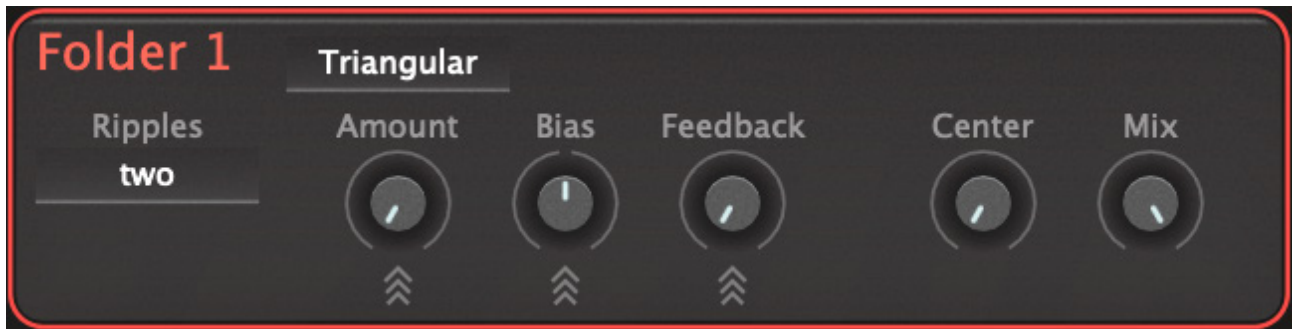 Folder 1
Triangular
Ripples
two
Amount
Bias
Feedback
Center
Mix